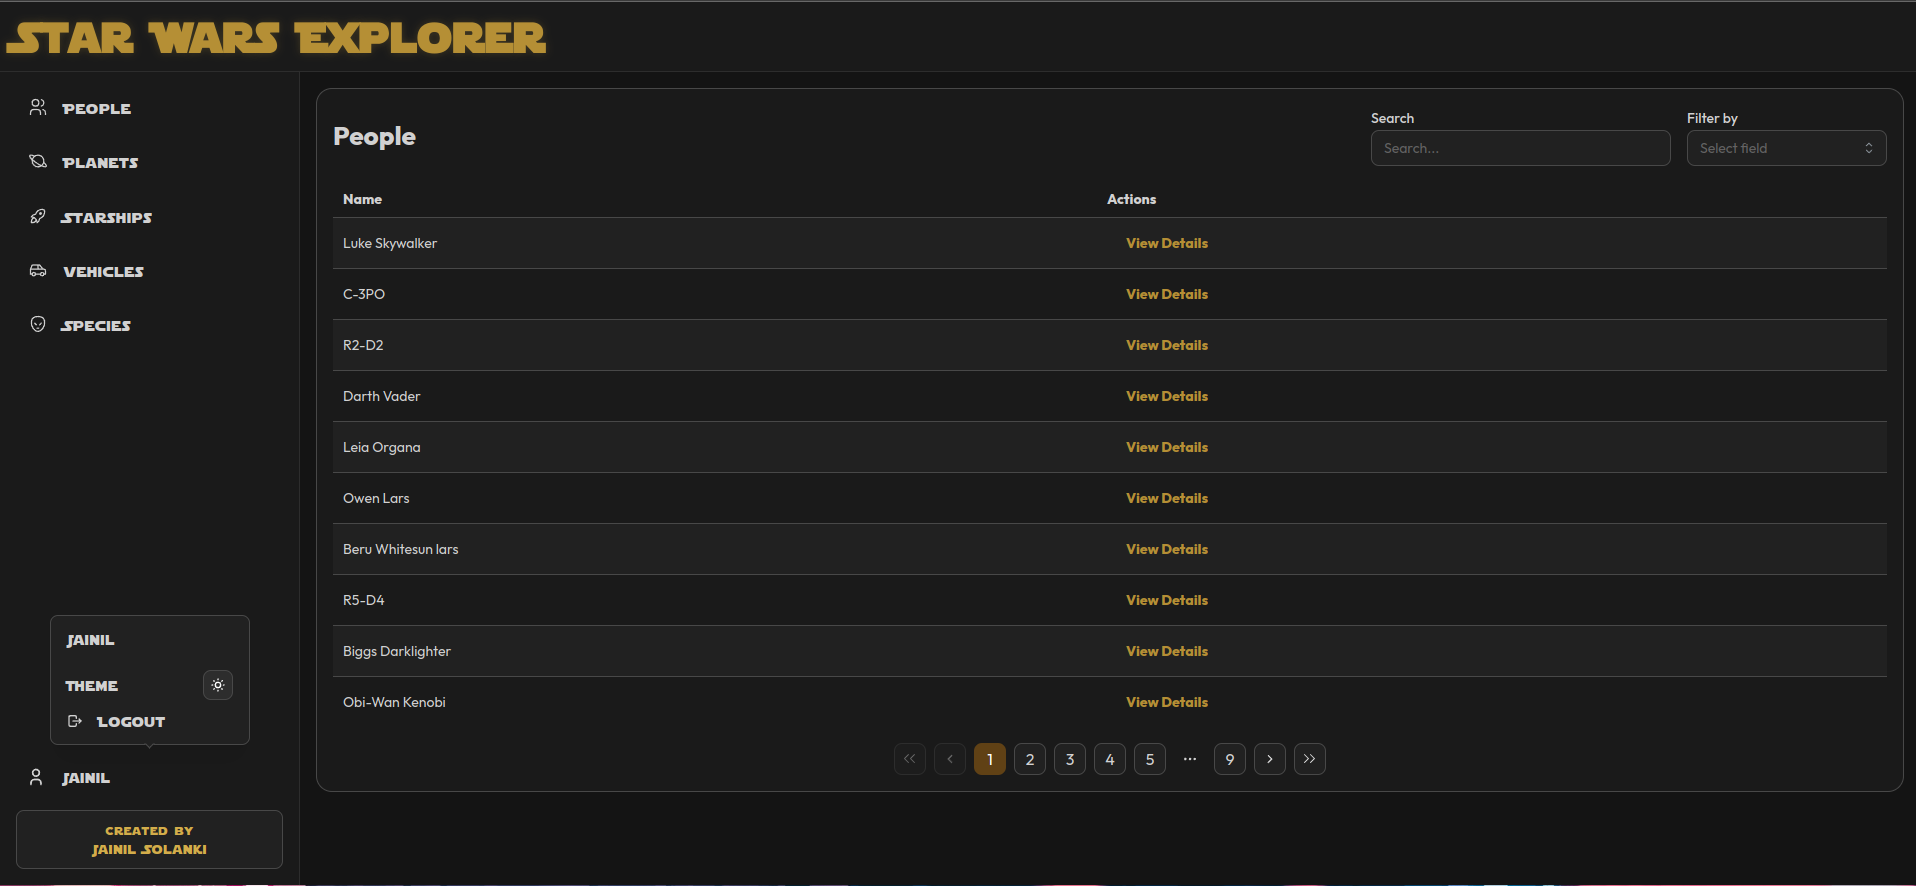 STAR WARS EXPLORER
PEOPLE
PLANETS
STARSHIPS
VEHICLES
SPECIES
JAINIL
THEME
LOGOUT
JAINIL
CREATED BY
JAINIL SOLANKI
People
Search
Search...
Filter by
Select field
Name Actions
Luke Skywalker View Details
C-3PO View Details
R2-D2 View Details
Darth Vader View Details
Leia Organa View Details
Owen Lars View Details
Beru Whitesun lars View Details
R5-D4 View Details
Biggs Darklighter View Details
Obi-Wan Kenobi View Details
1 2 3 4 5 ... 9